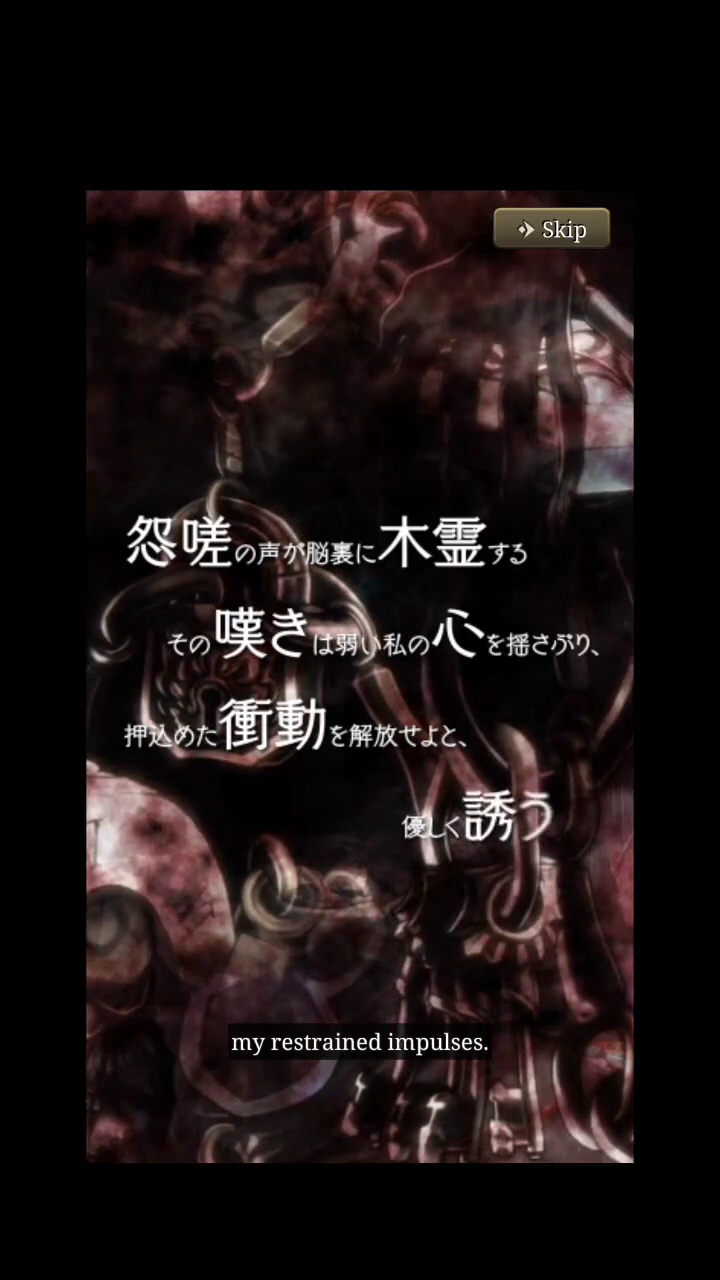 Skip
怨嗟の声が脳裏に木霊する
その嘆きは弱い私の心を揺さぶり、
押込めた衝動を解放せよと、
優しく誘う
my restrained impulses.